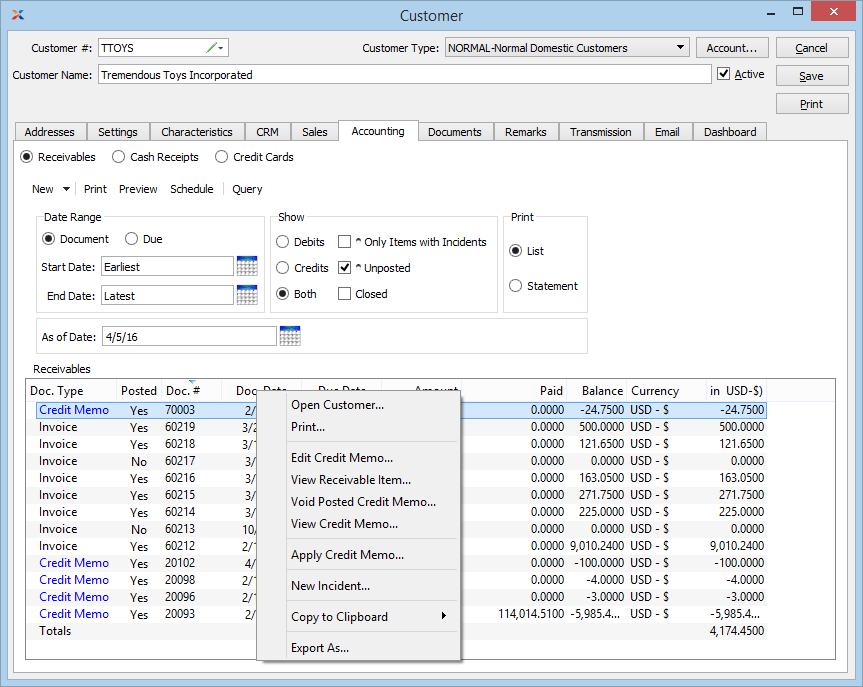 Customer
Customer #: TTOYS Customer Type: NORMAL-Normal Domestic Customers Account... Cancel
Customer Name: Tremendous Toys Incorporated Active Save
Print
Addresses Settings Characteristics CRM Sales Accounting Documents Remarks Transmission Email Dashboard
Receivables Cash Receipts Credit Cards
New Print Preview Schedule Query
Date Range Show Print
Document Due Debits ^ Only Items with Incidents List
Start Date: Earliest Credits ^ Unposted
End Date: Latest Both Closed Statement
As of Date: 4/5/16
Receivables
Doc. Type Posted Doc. # Paid Balance Currency in USD-$)
Credit Memo Yes 70003 2/ 0.0000 -24.7500 USD - $ -24.7500
Invoice Yes 60219 0.0000 500.0000 USD - $ 500.0000
Invoice Yes 60218 0.0000 121.6500 USD - $ 121.6500
Invoice No 60217 3/ 0.0000 0.0000 USD - $ 0.0000
Invoice Yes 60216 3/ 0.0000 163.0500 USD - $ 163.0500
Invoice Yes 60215 3/ 0.0000 271.7500 USD - $ 271.7500
Invoice Yes 60214 3/ 0.0000 225.0000 USD - $ 225.0000
Invoice No 60213 10/ 0.0000 0.0000 USD - $ 0.0000
Invoice Yes 60212 0.0000 9,010.2400 USD - $ 9,010.2400
Credit Memo Yes 20102 4/ 0.0000 -100.0000 USD - $ -100.0000
Credit Memo Yes 20098 0.0000 -4.0000 USD - $ -4.0000
Credit Memo Yes 20096 0.0000 -3.0000 USD - $ -3.0000
Credit Memo Yes 20093 2/ 114,014.5100 -5,985.4... USD - $ -5,985.4...
Totals 4,174.4500
Open Customer...
Print...
Edit Credit Memo...
View Receivable Item...
Void Posted Credit Memo...
View Credit Memo...
Apply Credit Memo...
New Incident...
Copy to Clipboard
Export As...